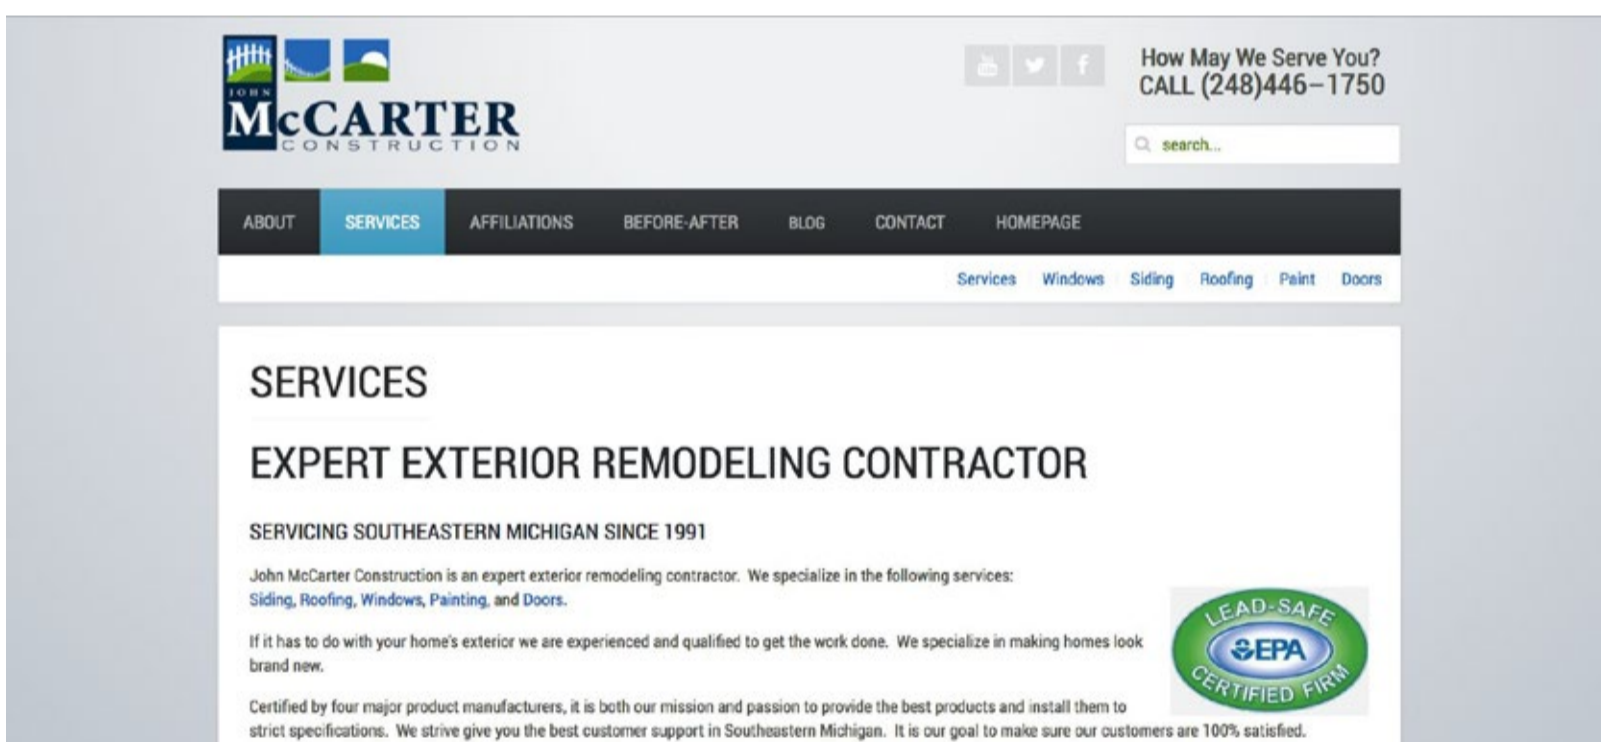 JOHN
McCARTER
CONSTRUCTION
How May We Serve You?
CALL (248)446-1750
search...
ABOUT SERVICES AFFILIATIONS BEFORE-AFTER BLOG CONTACT HOMEPAGE
Services Windows Siding Roofing Paint Doors
SERVICES
EXPERT EXTERIOR REMODELING CONTRACTOR
SERVICING SOUTHEASTERN MICHIGAN SINCE 1991
John McCarter Construction is an expert exterior remodeling contractor. We specialize in the following services:
Siding, Roofing, Windows, Painting, and Doors.
If it has to do with your home's exterior we are experienced and qualified to get the work done. We specialize in making homes look
brand new.
Certified by four major product manufacturers, it is both our mission and passion to provide the best products and install them to
strict specifications. We strive give you the best customer support in Southeastern Michigan. It is our goal to make sure our customers are 100% satisfied.
LEAD-SAFE
EPA
CERTIFIED FIRM